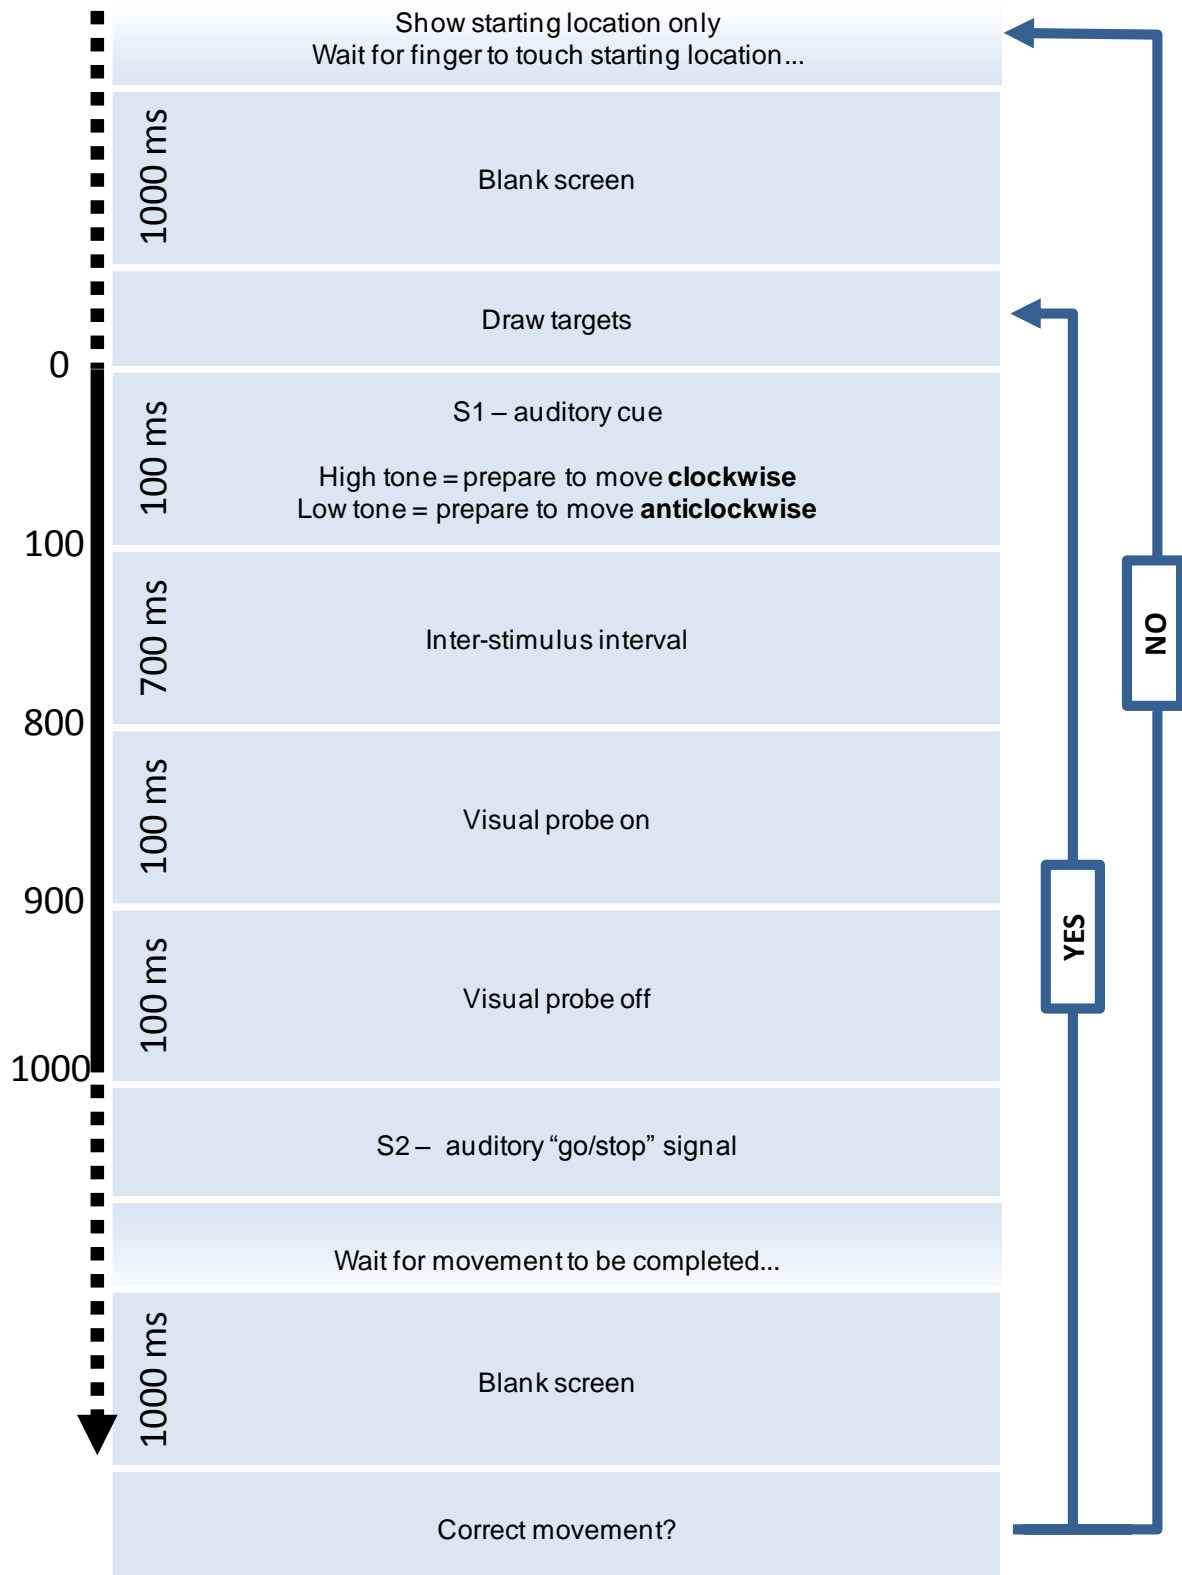 Show starting location only
Wait for finger to touch starting location...
1000 ms
Blank screen
Draw targets
0
100 ms
S1 – auditory cue
High tone = prepare to move clockwise
Low tone = prepare to move anticlockwise
100
700 ms
Inter-stimulus interval
NO
800
100 ms
Visual probe on
900
YES
100 ms
Visual probe off
1000
S2 – auditory “go/stop” signal
Wait for movement to be completed...
1000 ms
Blank screen
Correct movement?